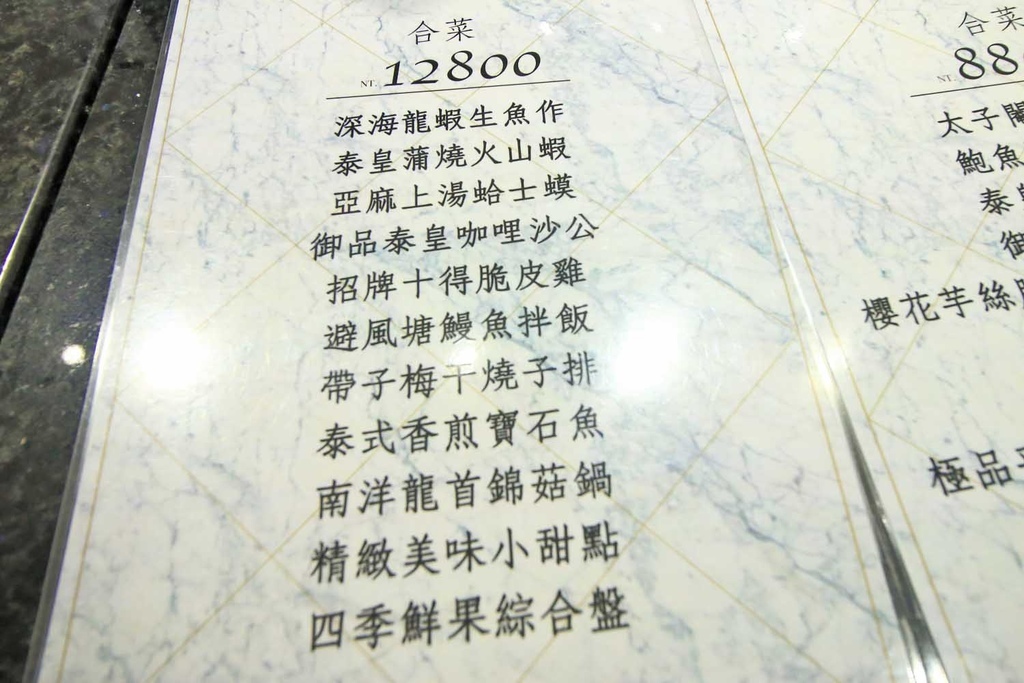 合菜
NT. 12800
深海龍蝦生魚作
泰皇蒲燒火山蝦
亞麻上湯蛤士蟆
御品泰皇咖哩沙公
招牌十得脆皮雞
避風塘鰻魚拌飯
帶子梅干燒子排
泰式香煎寶石魚
南洋龍首錦菇鍋
精緻美味小甜點
四季鮮果綜合盤
合菜
NT. 88
太子
鮑魚
泰
御
櫻花芋絲
極品